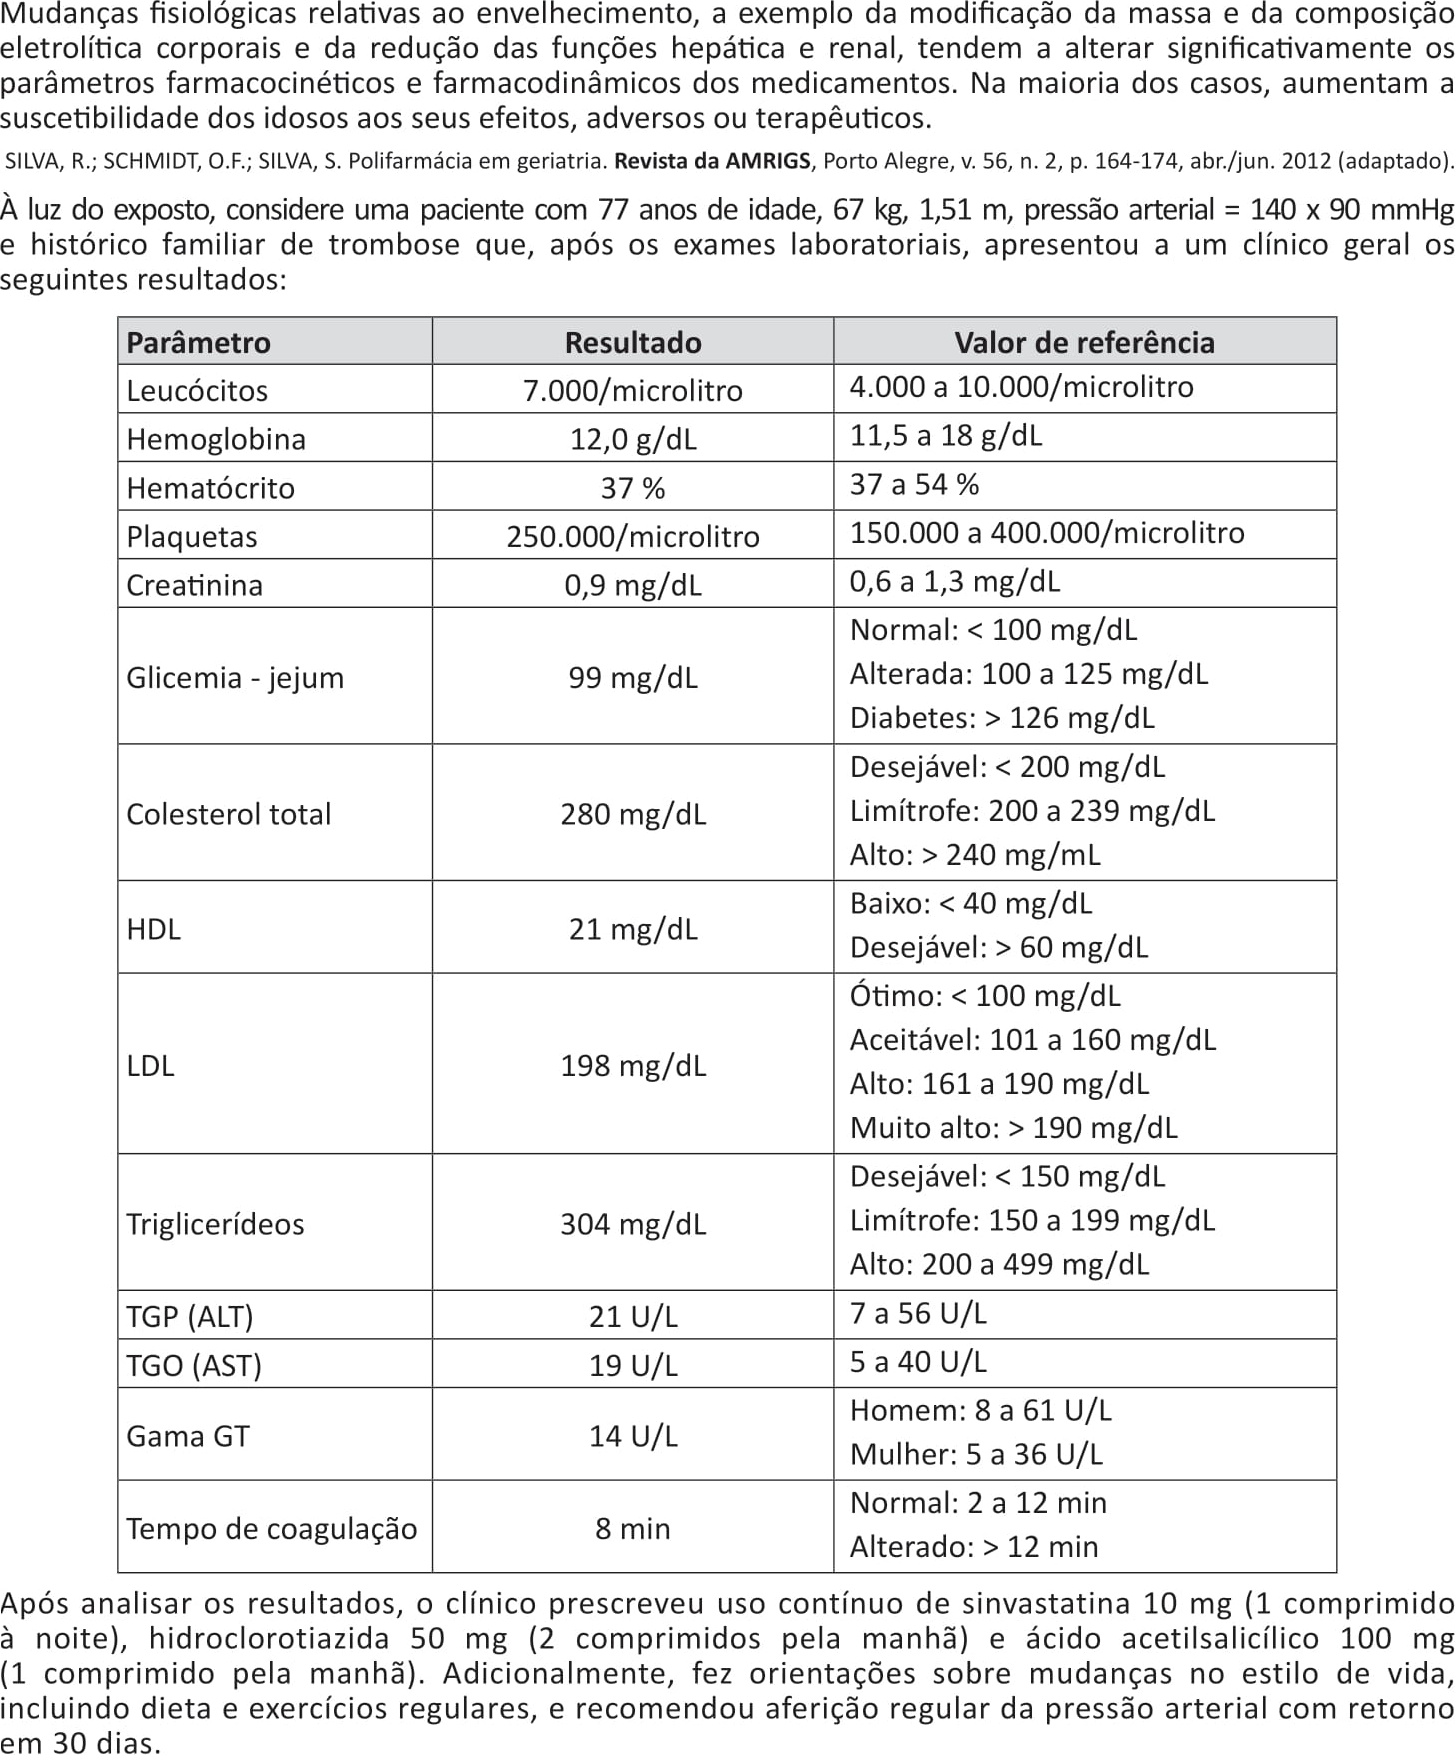 Mudanças fisiológicas relativas ao envelhecimento, a exemplo da modificação da massa e da composição
eletrolítica corporais e da redução das funções hepática e renal, tendem a alterar significativamente os
parâmetros farmacocinéticos e farmacodinâmicos dos medicamentos. Na maioria dos casos, aumentam a
suscetibilidade dos idosos aos seus efeitos, adversos ou terapêuticos.
SILVA, R.; SCHMIDT, O.F.; SILVA, S. Polifarmácia em geriatria. Revista da AMRIGS, Porto Alegre, v. 56, n. 2, p. 164-174, abr./jun. 2012 (adaptado).
À luz do exposto, considere uma paciente com 77 anos de idade, 67 kg, 1,51 m, pressão arterial = 140 x 90 mmHg
e histórico familiar de trombose que, após os exames laboratoriais, apresentou a um clínico geral os
seguintes resultados:
Parâmetro Resultado Valor de referência
Leucócitos 7.000/microlitro 4.000 a 10.000/microlitro
Hemoglobina 12,0 g/dL 11,5 a 18 g/dL
Hematócrito 37 % 37 a 54 %
Plaquetas 250.000/microlitro 150.000 a 400.000/microlitro
Creatinina 0,9 mg/dL 0,6 a 1,3 mg/dL
Normal: < 100 mg/dL
Glicemia - jejum 99 mg/dL Alterada: 100 a 125 mg/dL
Diabetes: > 126 mg/dL
Desejável: < 200 mg/dL
Colesterol total 280 mg/dL Limítrofe: 200 a 239 mg/dL
Alto: > 240 mg/mL
HDL 21 mg/dL Baixo: < 40 mg/dL
Desejável: > 60 mg/dL
LDL 198 mg/dL Ótimo: < 100 mg/dL
Aceitável: 101 a 160 mg/dL
Alto: 161 a 190 mg/dL
Muito alto: > 190 mg/dL
Desejável: < 150 mg/dL
Triglicerídeos 304 mg/dL Limítrofe: 150 a 199 mg/dL
Alto: 200 a 499 mg/dL
TGP (ALT) 21 U/L 7 a 56 U/L
TGO (AST) 19 U/L 5 a 40 U/L
Gama GT 14 U/L Homem: 8 a 61 U/L
Mulher: 5 a 36 U/L
Tempo de coagulação 8 min Normal: 2 a 12 min
Alterado: > 12 min
Após analisar os resultados, o clínico prescreveu uso contínuo de sinvastatina 10 mg (1 comprimido
à noite), hidroclorotiazida 50 mg (2 comprimidos pela manhã) e ácido acetilsalicílico 100 mg
(1 comprimido pela manhã). Adicionalmente, fez orientações sobre mudanças no estilo de vida,
incluindo dieta e exercícios regulares, e recomendou aferição regular da pressão arterial com retorno
em 30 dias.